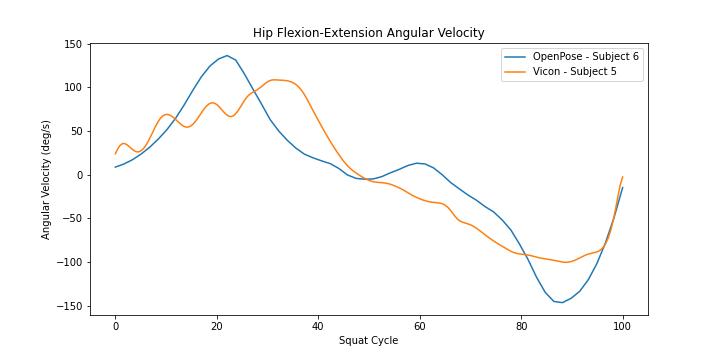 Hip Flexion-Extension Angular Velocity
OpenPose - Subject 6
Vicon - Subject 5
Angular Velocity (deg/s)
150
100
50
0
−50
−100
−150
0 20 40 60 80 100
Squat Cycle